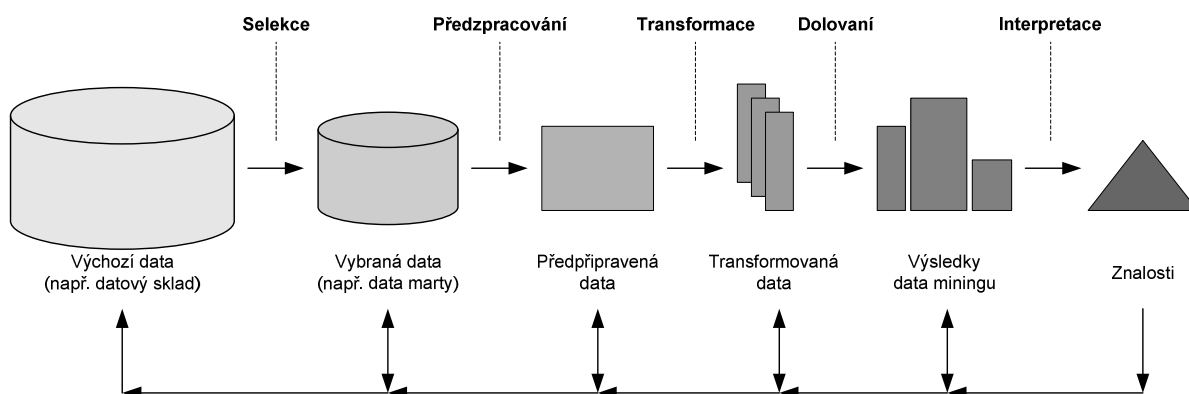 Selekce
Předzpracování
Transformace
Dolovaní
Interpretace
Výchozí data
(např. datový sklad)
Vybraná data
(např. data marty)
Předpřipravená
data
Transformovaná
data
Výsledky
data miningu
Znalosti